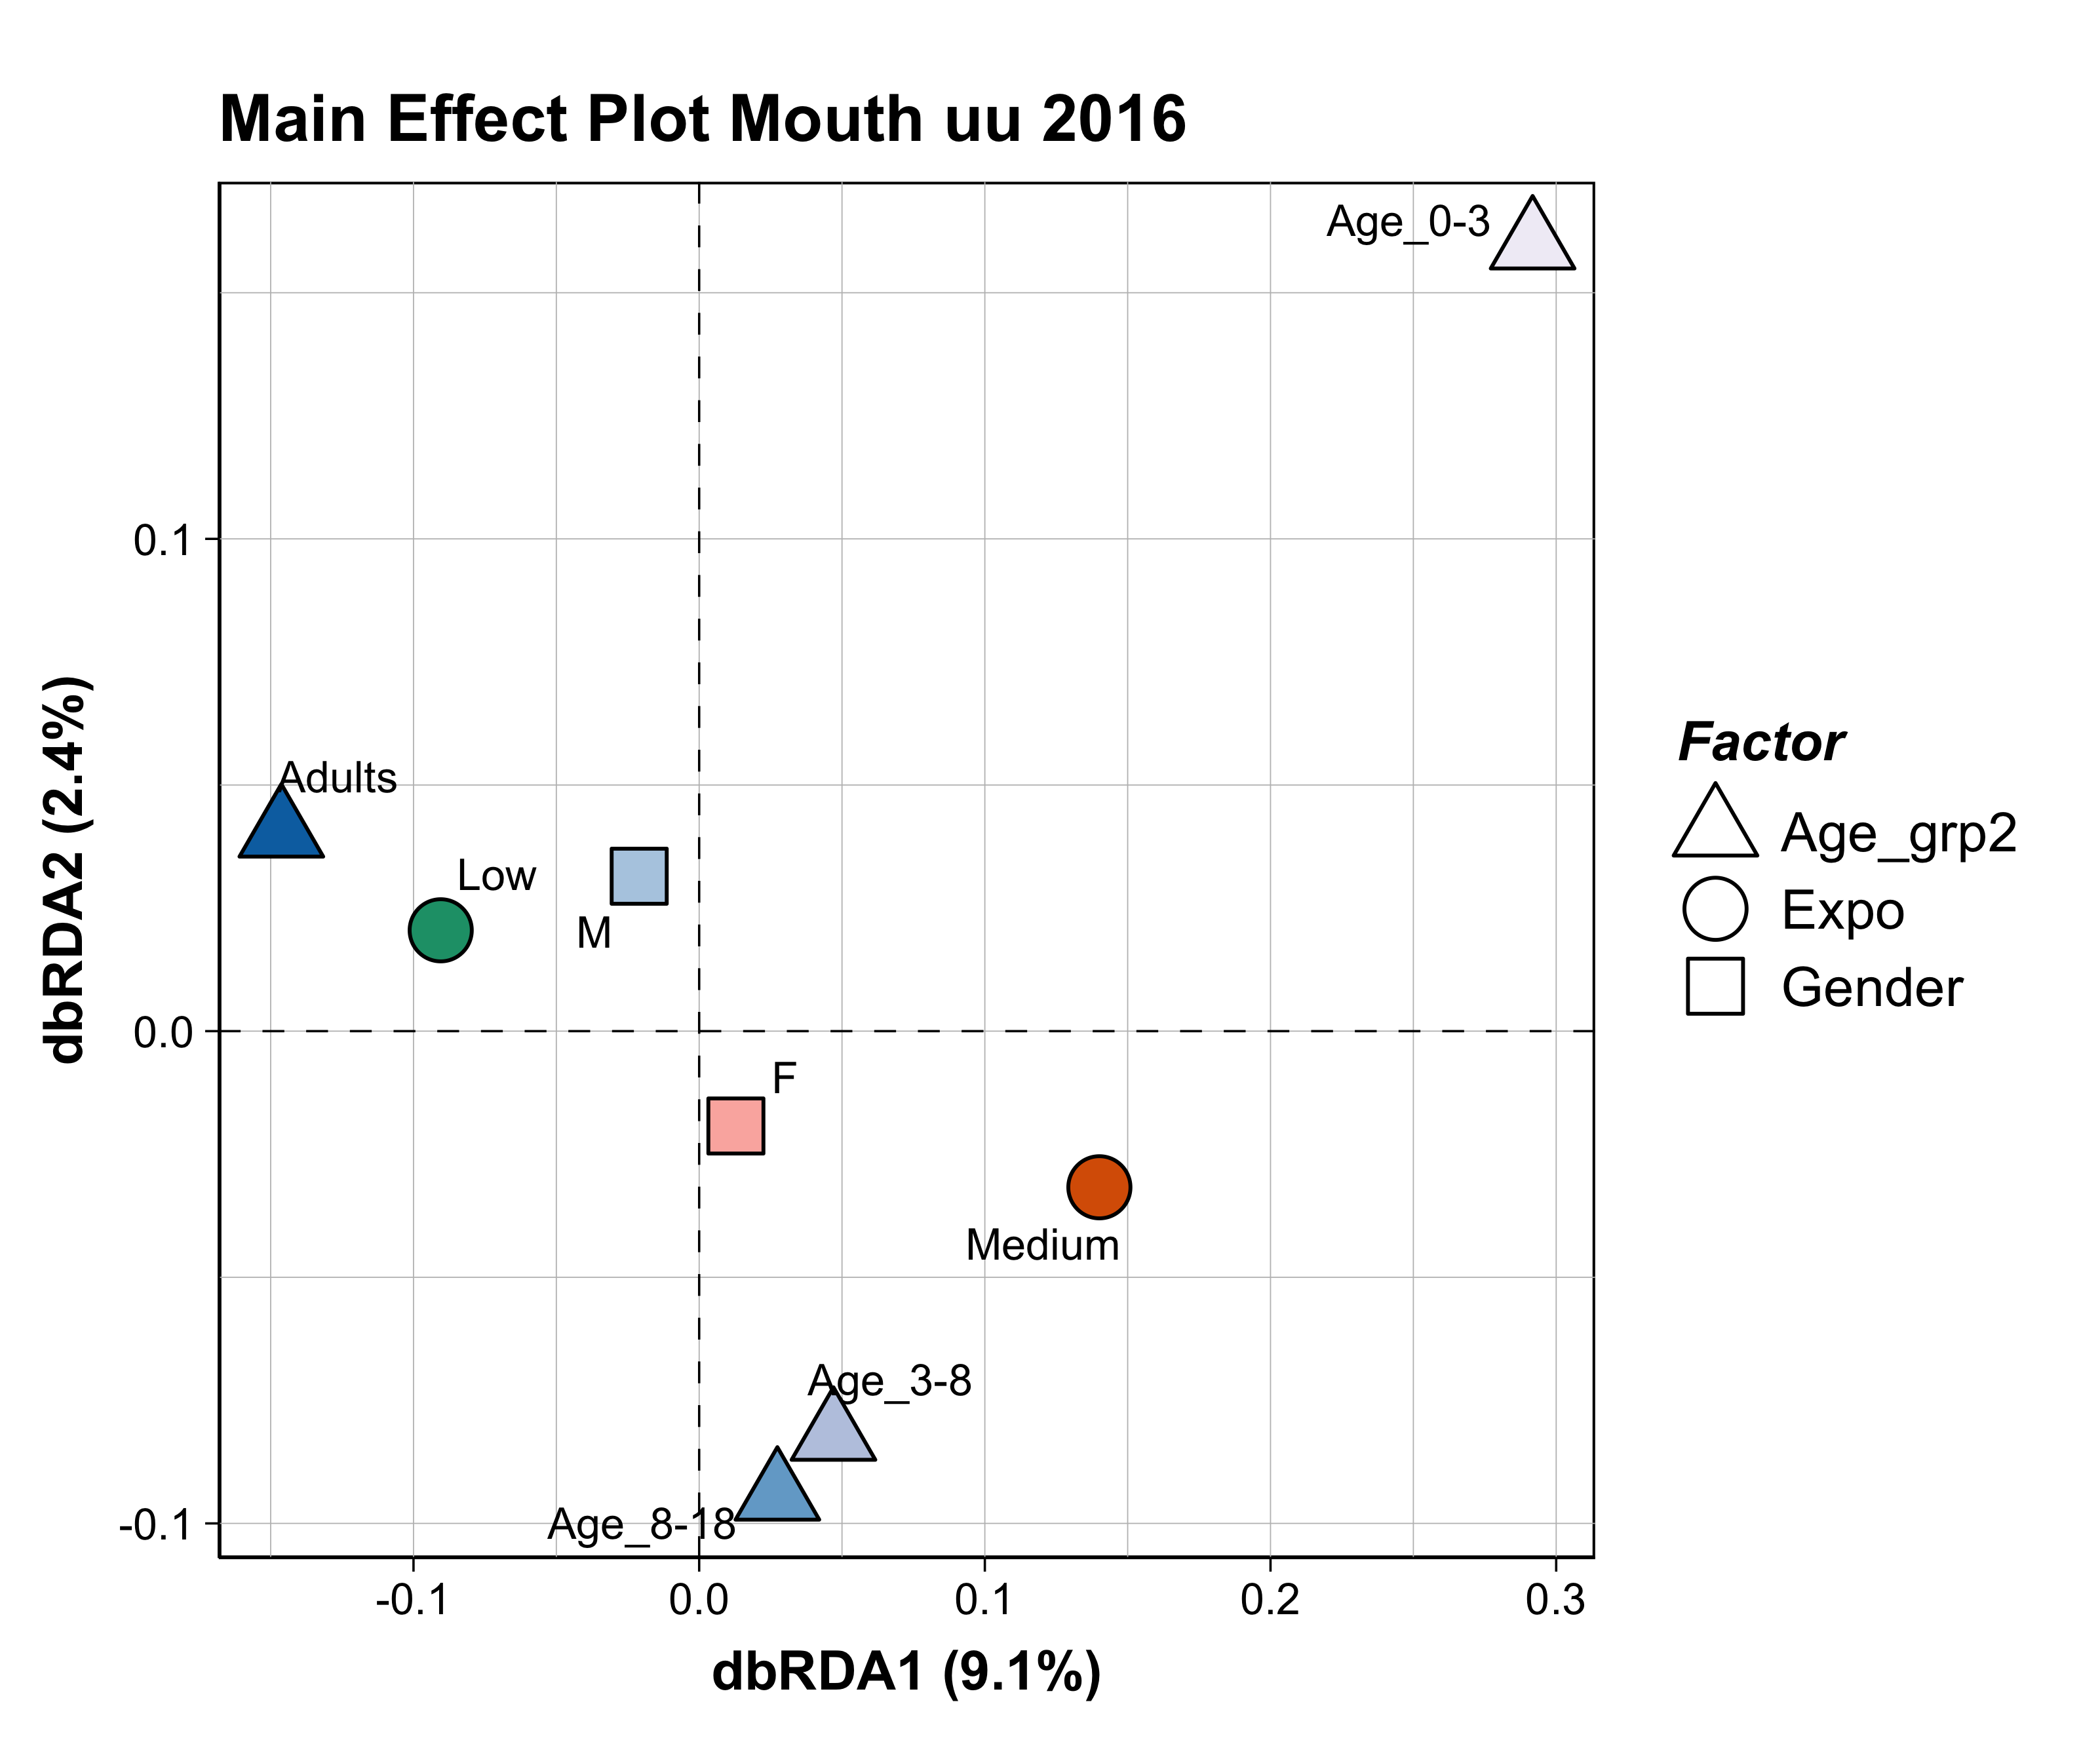 Main Effect Plot Mouth uu 2016
Age_0-3
0.1
Adults
Low
M
0.0
F
Medium
Age_3-8
Age_8-18
-0.1
-0.1 0.0 0.1 0.2 0.3
dbRDA1 (9.1%)
dbRDA2 (2.4%)
Factor
Age_grp2
Expo
Gender